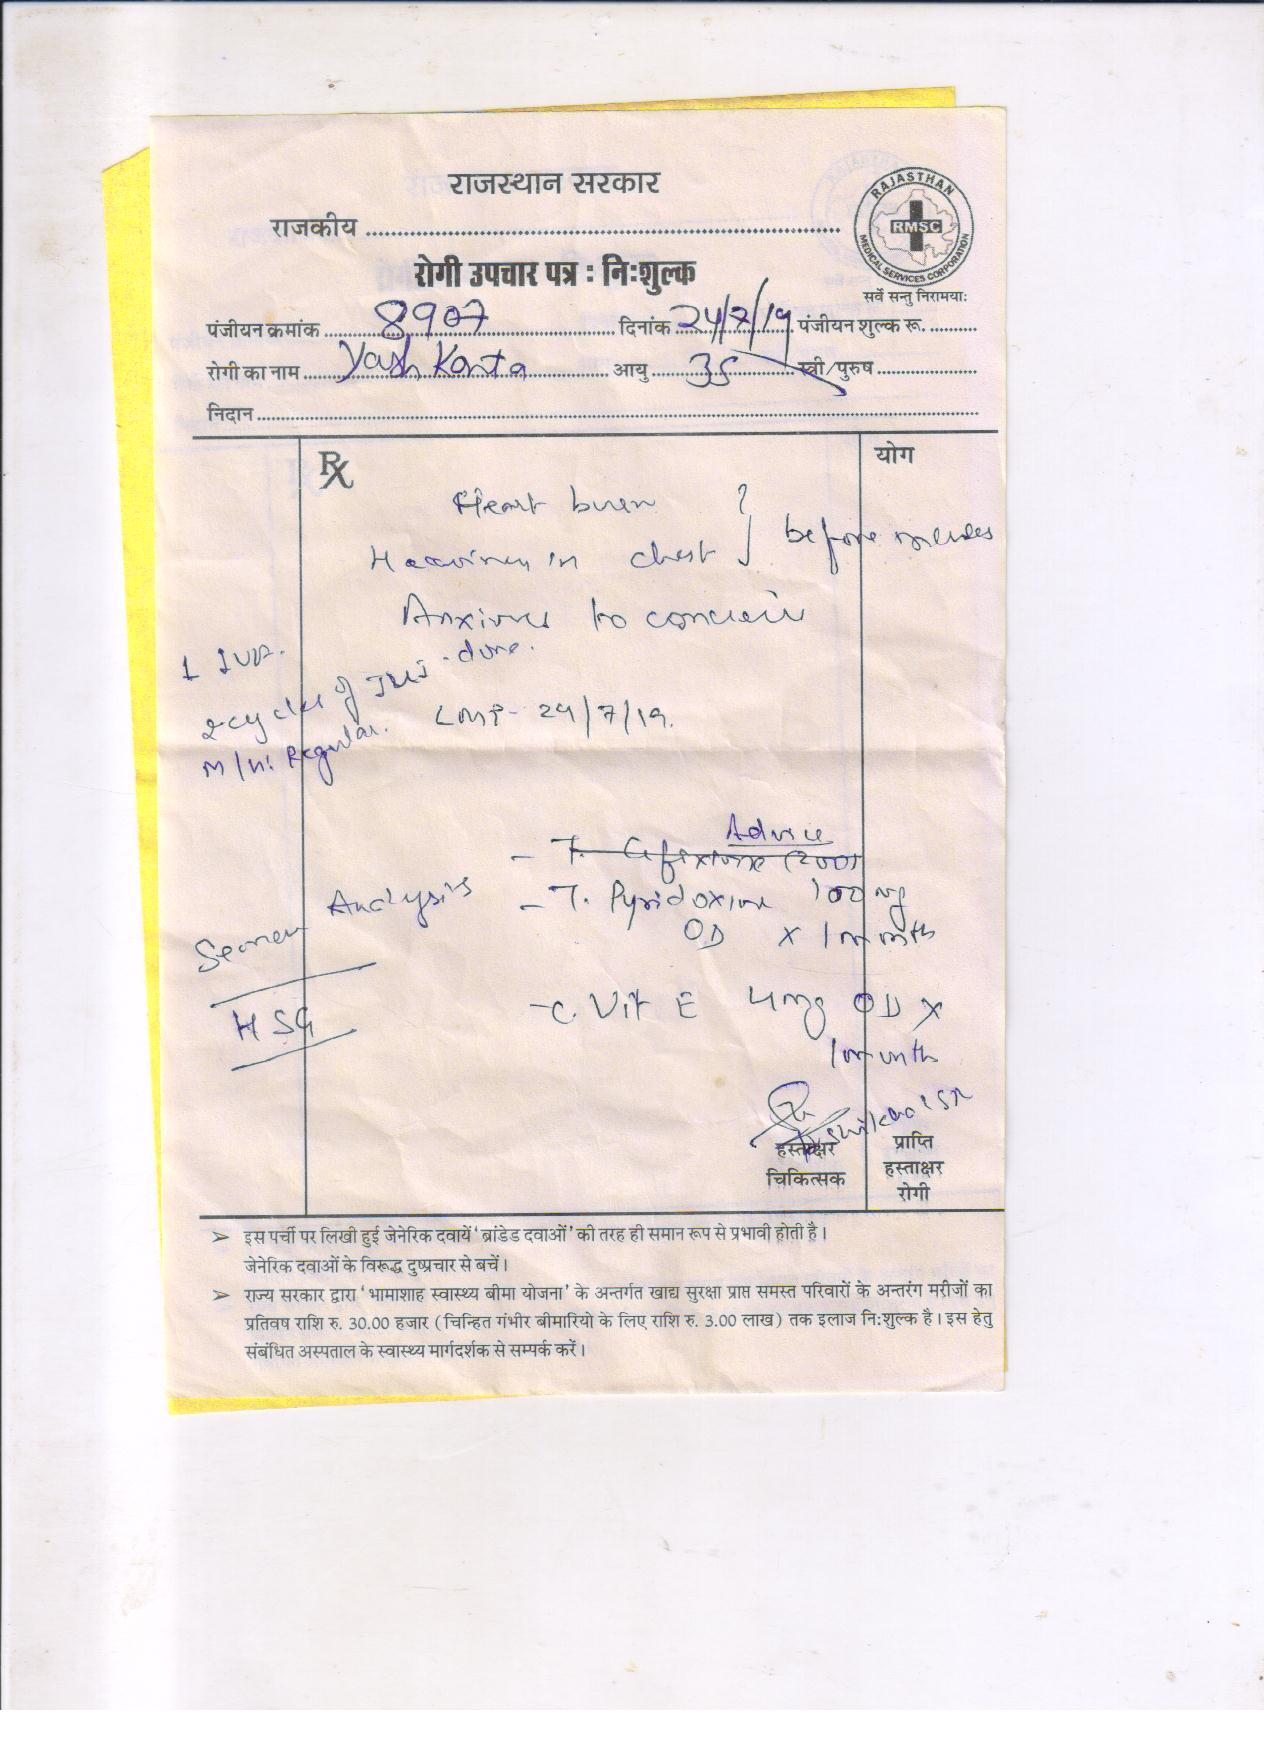 राजस्थान सरकार
राजकीय
RAJASTHAN
RMSC
MEDICAL SERVICES CORPORATION
सर्वे सन्तु निरामयाः
रोगी उपचार पत्र : निःशुल्क
पंजीयन क्रमांक 8907 दिनांक 24/7/19 पंजीयन शुल्क रू.
रोगी का नाम Yash Kanta आयु 35 स्त्री/पुरुष
निदान
Rx योग
Heart burn
Heaviness in chest } before menses
Anxious to conceive
1 IUD.
2 cycles of IUI done.
LMP- 24/7/19.
M/h: Regular.
Advice
- T. Cefixime (200)
Semen Analysis
- T. Pyridoxine 100 mg
OD x 1 month
HSG
- C. Vit E 4mg OD x
1 month
हस्ताक्षर
चिकित्सक
प्राप्ति
हस्ताक्षर
रोगी
➢ इस पर्ची पर लिखी हुई जेनेरिक दवायें ‘ब्रांडेड दवाओं’ की तरह ही समान रूप से प्रभावी होती है।
जेनेरिक दवाओं के विरूद्ध दुष्प्रचार से बचें।
➢ राज्य सरकार द्वारा ‘भामाशाह स्वास्थ्य बीमा योजना’ के अन्तर्गत खाद्य सुरक्षा प्राप्त समस्त परिवारों के अन्तरंग मरीजों का
प्रतिवष राशि रु. 30.00 हजार (चिन्हित गंभीर बीमारियो के लिए राशि रु. 3.00 लाख) तक इलाज नि:शुल्क है। इस हेतु
संबंधित अस्पताल के स्वास्थ्य मार्गदर्शक से सम्पर्क करें।